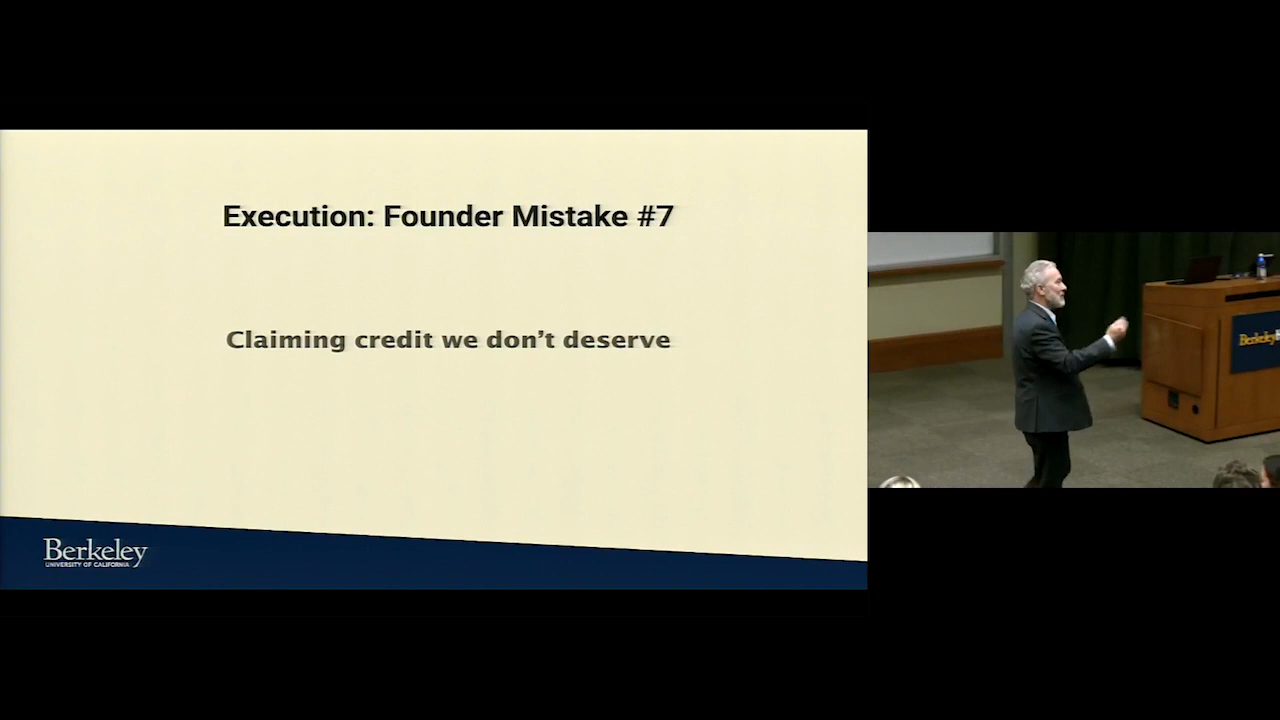 Execution: Founder Mistake #7
Claiming credit we don’t deserve
Berkeley
UNIVERSITY OF CALIFORNIA
Berkeley